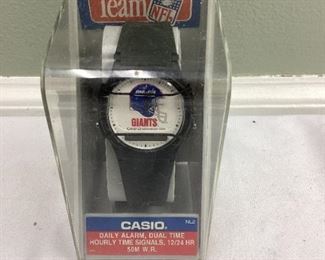 Team
NFL
GIANTS
CASIO
NL2
DAILY ALARM, DUAL TIME
HOURLY TIME SIGNALS, 12/24 HR
50M W.R.